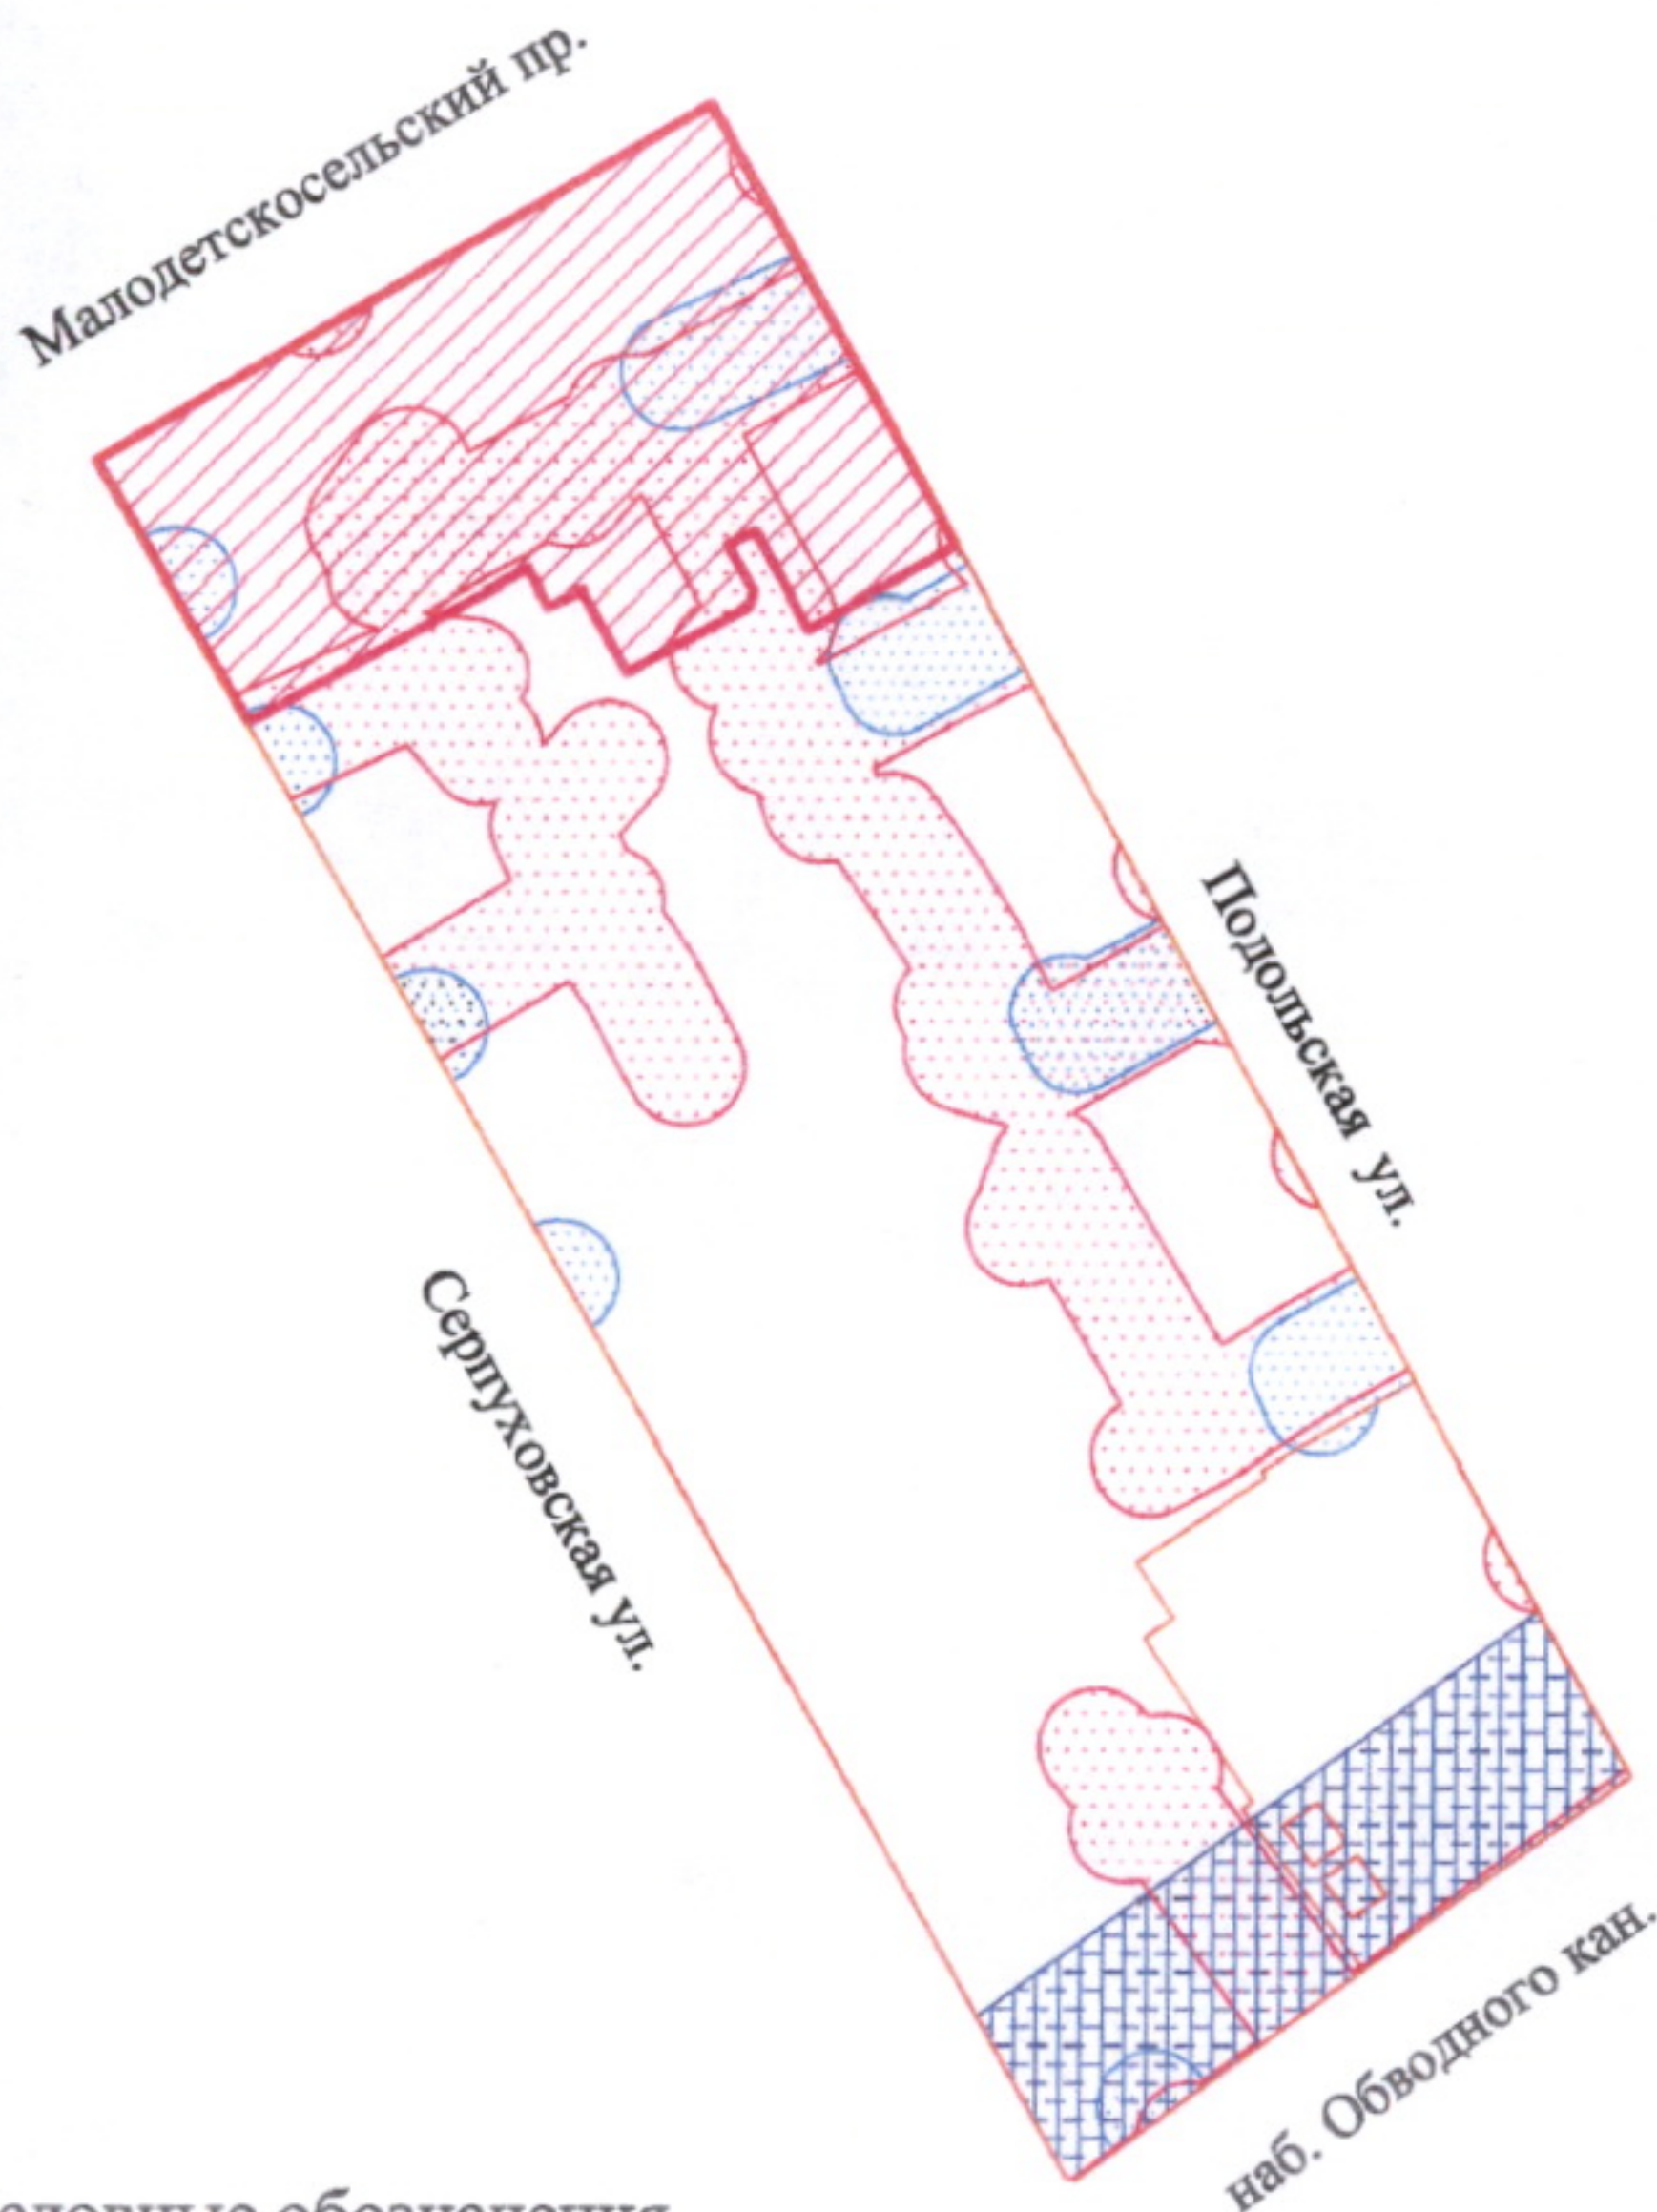 Малодетскосельский пр.
Подольская ул.
Серпуховская ул.
наб. Обводного кан.